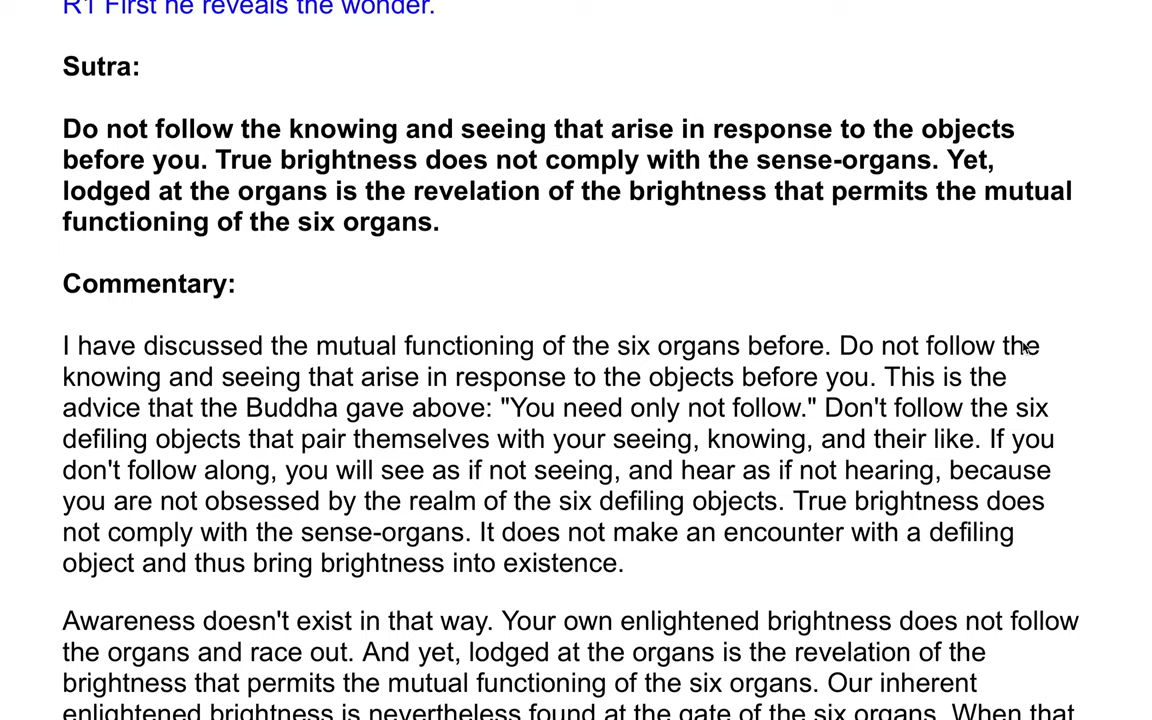 R1 First he reveals the wonder.
Sutra:
Do not follow the knowing and seeing that arise in response to the objects
before you. True brightness does not comply with the sense-organs. Yet,
lodged at the organs is the revelation of the brightness that permits the mutual
functioning of the six organs.
Commentary:
I have discussed the mutual functioning of the six organs before. Do not follow the
knowing and seeing that arise in response to the objects before you. This is the
advice that the Buddha gave above: "You need only not follow." Don't follow the six
defiling objects that pair themselves with your seeing, knowing, and their like. If you
don't follow along, you will see as if not seeing, and hear as if not hearing, because
you are not obsessed by the realm of the six defiling objects. True brightness does
not comply with the sense-organs. It does not make an encounter with a defiling
object and thus bring brightness into existence.
Awareness doesn't exist in that way. Your own enlightened brightness does not follow
the organs and race out. And yet, lodged at the organs is the revelation of the
brightness that permits the mutual functioning of the six organs. Our inherent
enlightened brightness is nevertheless found at the gate of the six organs. When that